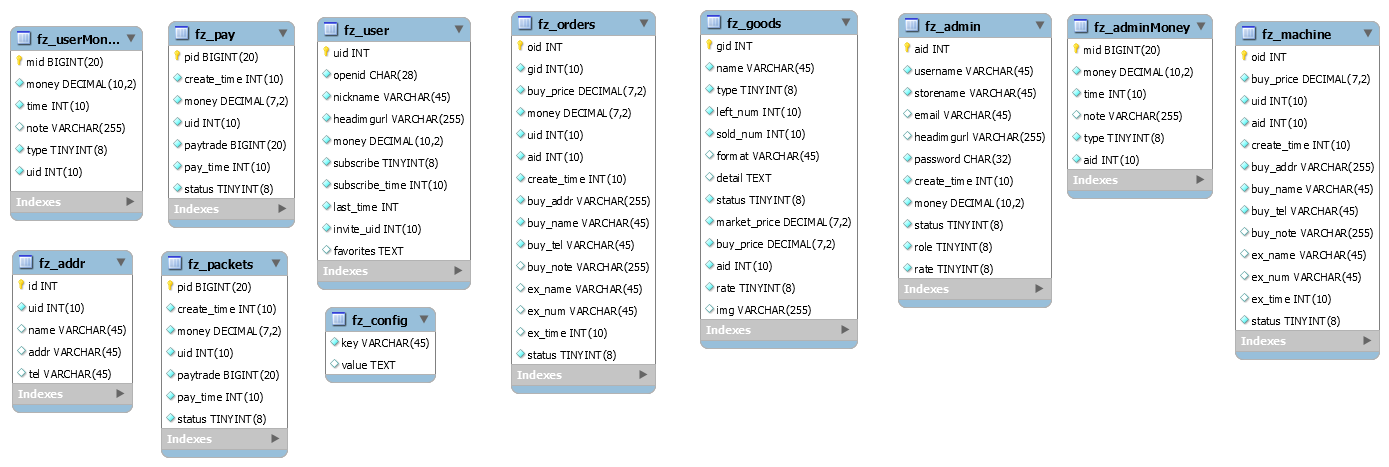 fz_userMon...
mid BIGINT(20)
money DECIMAL(10,2)
time INT(10)
note VARCHAR(255)
type TINYINT(8)
uid INT(10)
Indexes
fz_pay
pid BIGINT(20)
create_time INT(10)
money DECIMAL(7,2)
uid INT(10)
paytrade BIGINT(20)
pay_time INT(10)
status TINYINT(8)
Indexes
fz_user
uid INT
openid CHAR(28)
nickname VARCHAR(45)
headimgurl VARCHAR(255)
money DECIMAL(10,2)
subscribe TINYINT(8)
subscribe_time INT(10)
last_time INT
invite_uid INT(10)
favorites TEXT
Indexes
fz_orders
oid INT
gid INT(10)
buy_price DECIMAL(7,2)
money DECIMAL(7,2)
uid INT(10)
aid INT(10)
create_time INT(10)
buy_addr VARCHAR(255)
buy_name VARCHAR(45)
buy_tel VARCHAR(45)
buy_note VARCHAR(255)
ex_name VARCHAR(45)
ex_num VARCHAR(45)
ex_time INT(10)
status TINYINT(8)
Indexes
fz_goods
gid INT
name VARCHAR(45)
type TINYINT(8)
left_num INT(10)
sold_num INT(10)
format VARCHAR(45)
detail TEXT
status TINYINT(8)
market_price DECIMAL(7,2)
buy_price DECIMAL(7,2)
aid INT(10)
rate TINYINT(8)
img VARCHAR(255)
Indexes
fz_admin
aid INT
username VARCHAR(45)
storename VARCHAR(45)
email VARCHAR(45)
headimgurl VARCHAR(255)
password CHAR(32)
create_time INT(10)
money DECIMAL(10,2)
status TINYINT(8)
role TINYINT(8)
rate TINYINT(8)
Indexes
fz_adminMoney
mid BIGINT(20)
money DECIMAL(10,2)
time INT(10)
note VARCHAR(255)
type TINYINT(8)
aid INT(10)
Indexes
fz_machine
oid INT
buy_price DECIMAL(7,2)
uid INT(10)
aid INT(10)
create_time INT(10)
buy_addr VARCHAR(255)
buy_name VARCHAR(45)
buy_tel VARCHAR(45)
buy_note VARCHAR(255)
ex_name VARCHAR(45)
ex_num VARCHAR(45)
ex_time INT(10)
status TINYINT(8)
Indexes
fz_addr
id INT
uid INT(10)
name VARCHAR(45)
addr VARCHAR(45)
tel VARCHAR(45)
Indexes
fz_packets
pid BIGINT(20)
create_time INT(10)
money DECIMAL(7,2)
uid INT(10)
paytrade BIGINT(20)
pay_time INT(10)
status TINYINT(8)
Indexes
fz_config
key VARCHAR(45)
value TEXT